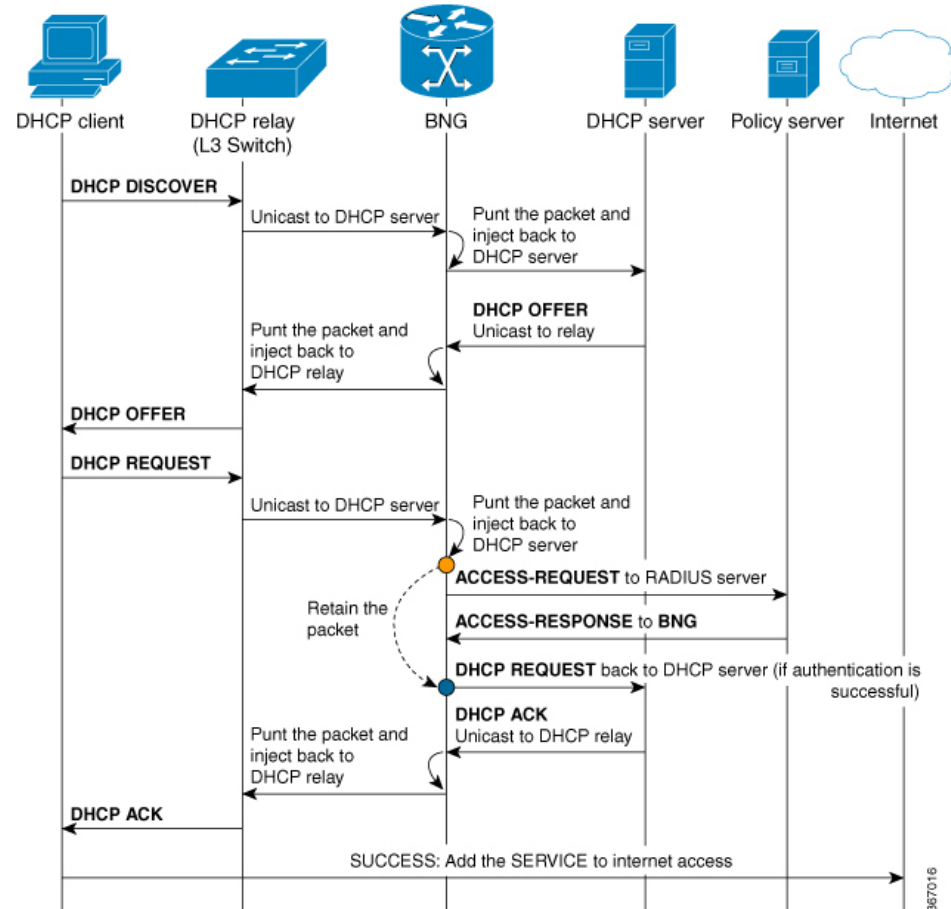 DHCP client
DHCP relay
(L3 Switch)
BNG
DHCP server
Policy server
Internet
DHCP DISCOVER
Unicast to DHCP server
Punt the packet and
inject back to
DHCP server
DHCP OFFER
Unicast to relay
Punt the packet and
inject back to
DHCP relay
DHCP OFFER
DHCP REQUEST
Unicast to DHCP server
Punt the packet and
inject back to
DHCP server
ACCESS-REQUEST to RADIUS server
Retain the
packet
ACCESS-RESPONSE to BNG
DHCP REQUEST back to DHCP server (if authentication is
successful)
DHCP ACK
Unicast to DHCP relay
Punt the packet and
inject back to
DHCP relay
DHCP ACK
SUCCESS: Add the SERVICE to internet access
367016